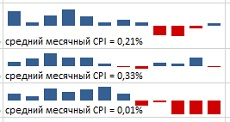 средний месячный CPI = 0,21%
средний месячный CPI = 0,33%
средний месячный CPI = 0,01%